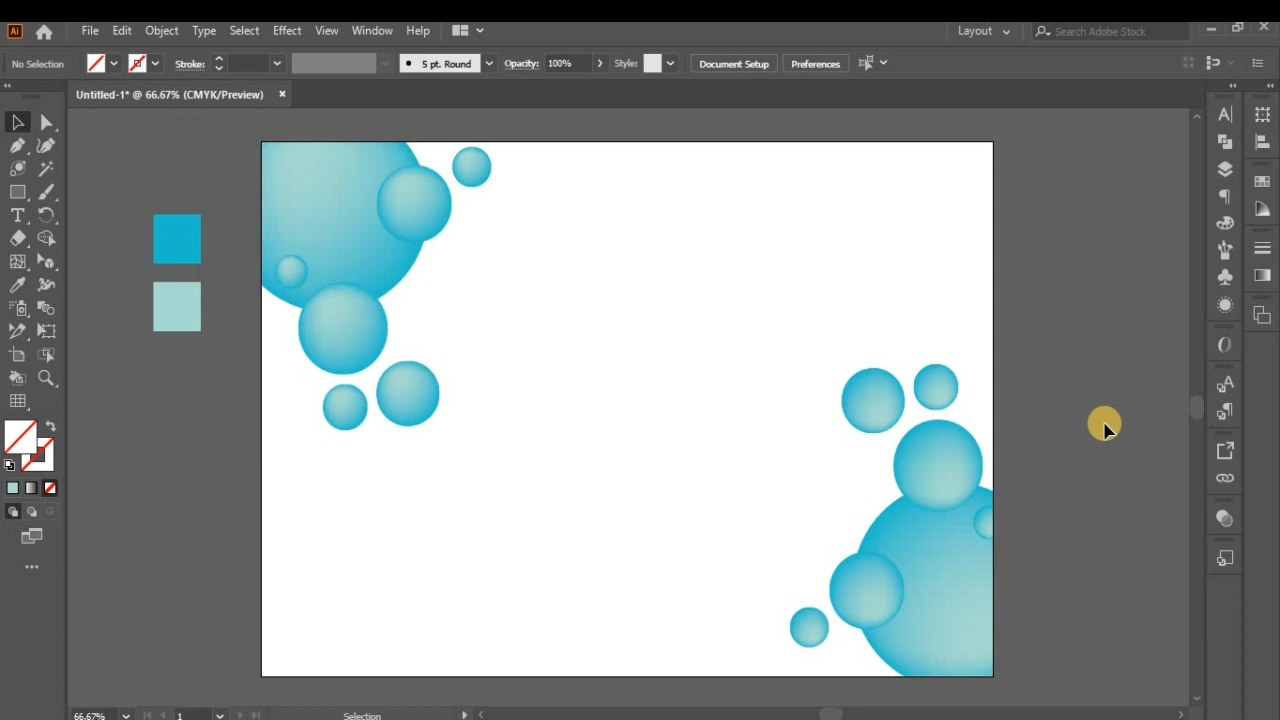 Ai File Edit Object Type Select Effect View Window Help Layout Search Adobe Stock
No Selection Stroke: 5 pt. Round Opacity: 100% Style: Document Setup Preferences
Untitled-1* @ 66.67% (CMYK/Preview) ×
66.67% 1 Selection